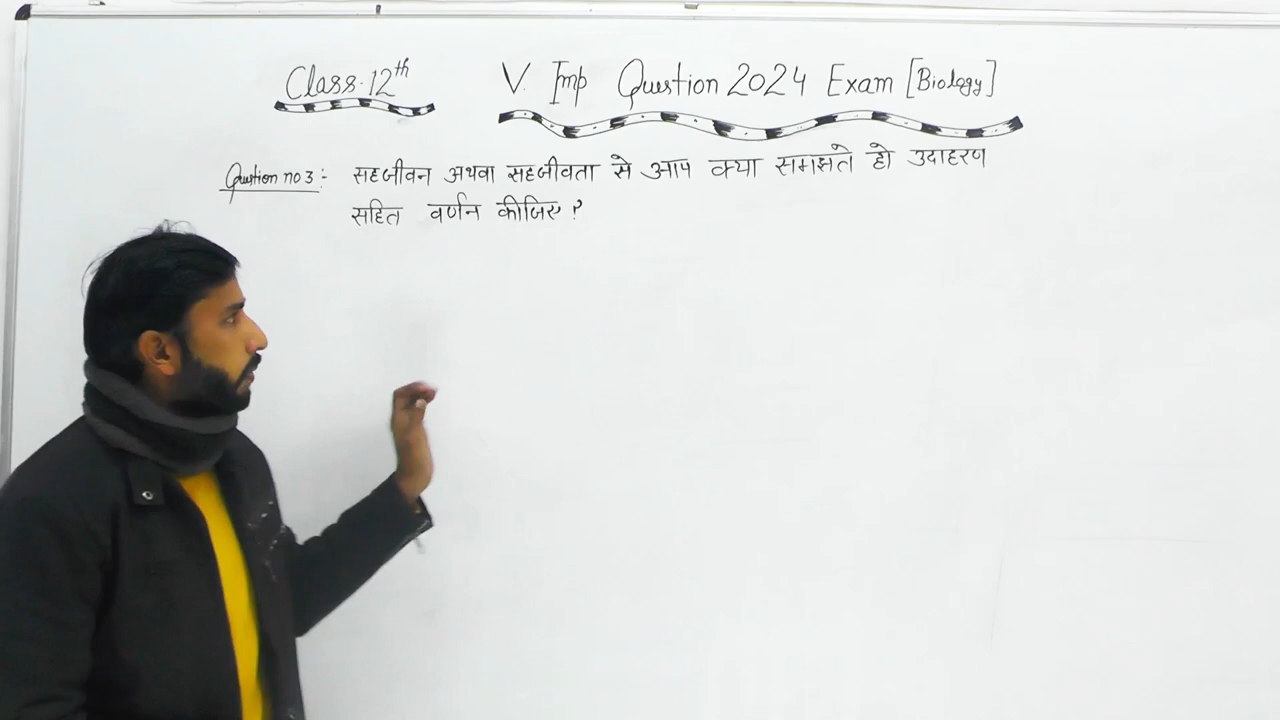 Class-12th V. Imp Question 2024 Exam [Biology]
Question no 3:- सहजीवन अथवा सहजीवता से आप क्या समझते हो उदाहरण
सहित वर्णन कीजिए?